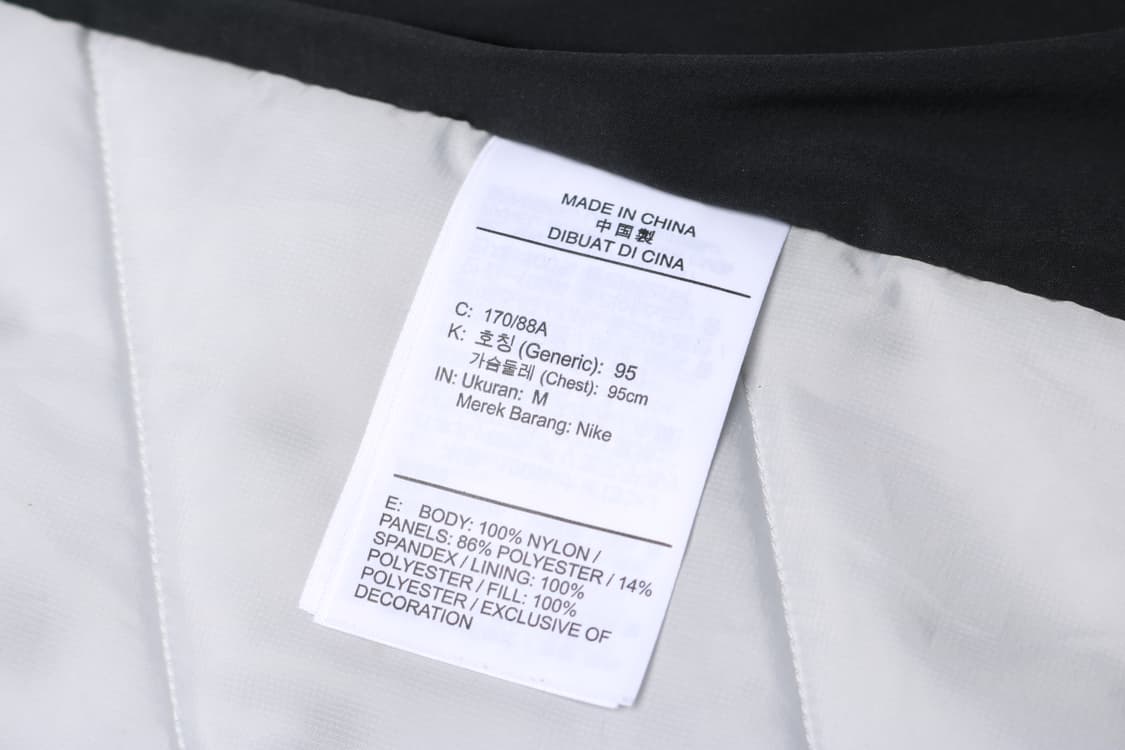 MADE IN CHINA
中国製
DIBUAT DI CINA
C: 170/88A
K: 호칭 (Generic): 95
가슴둘레 (Chest): 95cm
IN: Ukuran: M
Merek Barang: Nike
E: BODY: 100% NYLON /
PANELS: 86% POLYESTER / 14%
SPANDEX / LINING: 100%
POLYESTER / FILL: 100%
POLYESTER / EXCLUSIVE OF
DECORATION